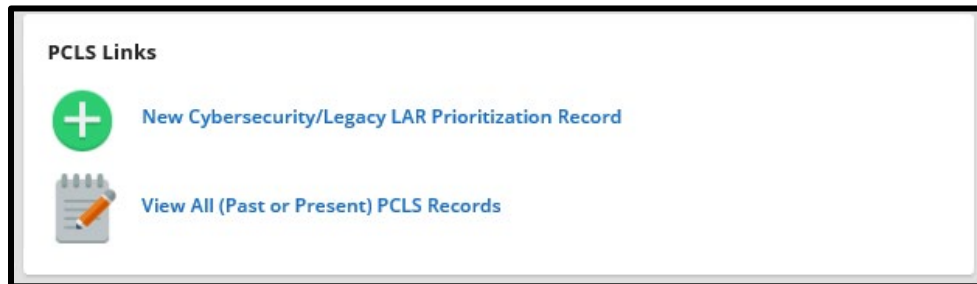 PCLS Links
New Cybersecurity/Legacy LAR Prioritization Record
View All (Past or Present) PCLS Records